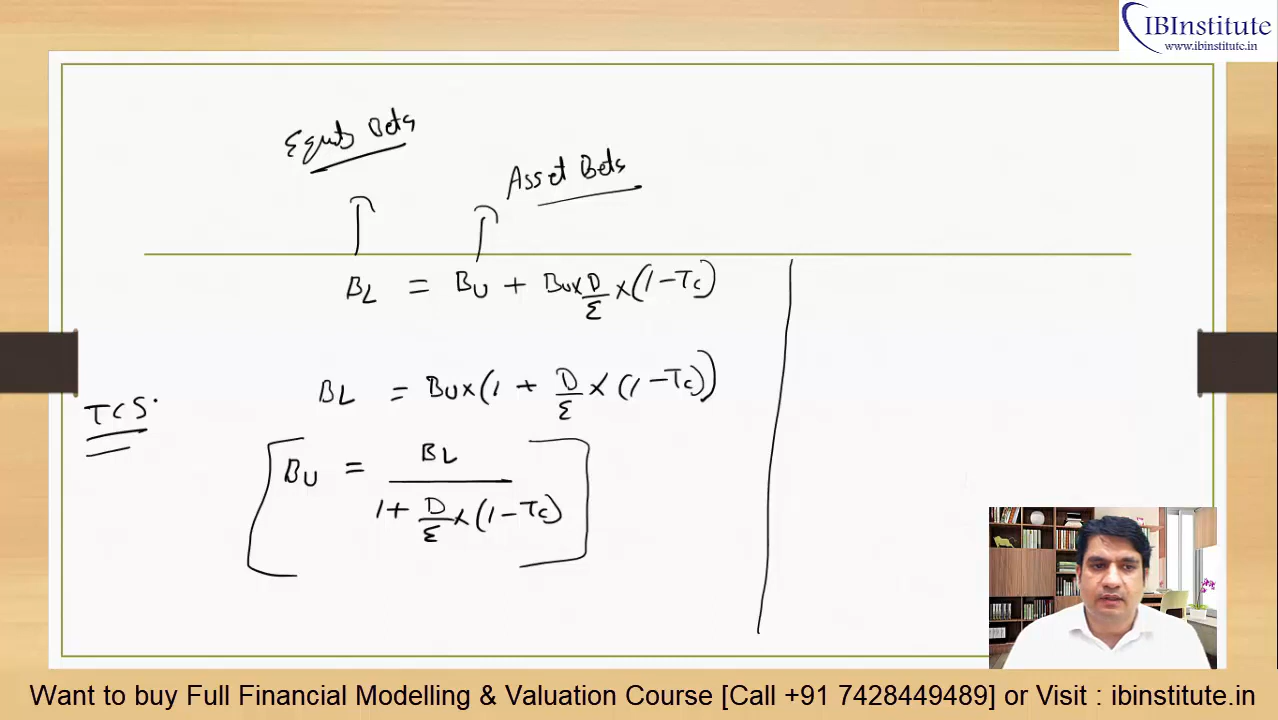 IBInstitute
www.ibinstitute.in
Equity Beta
Asset Beta
BL = BU + BU x D/E x (1 - Tc)
BL = BU x (1 + D/E x (1 - Tc))
TCS
BU = BL / 1 + D/E x (1 - Tc)
Want to buy Full Financial Modelling & Valuation Course [Call +91 7428449489] or Visit : ibinstitute.in